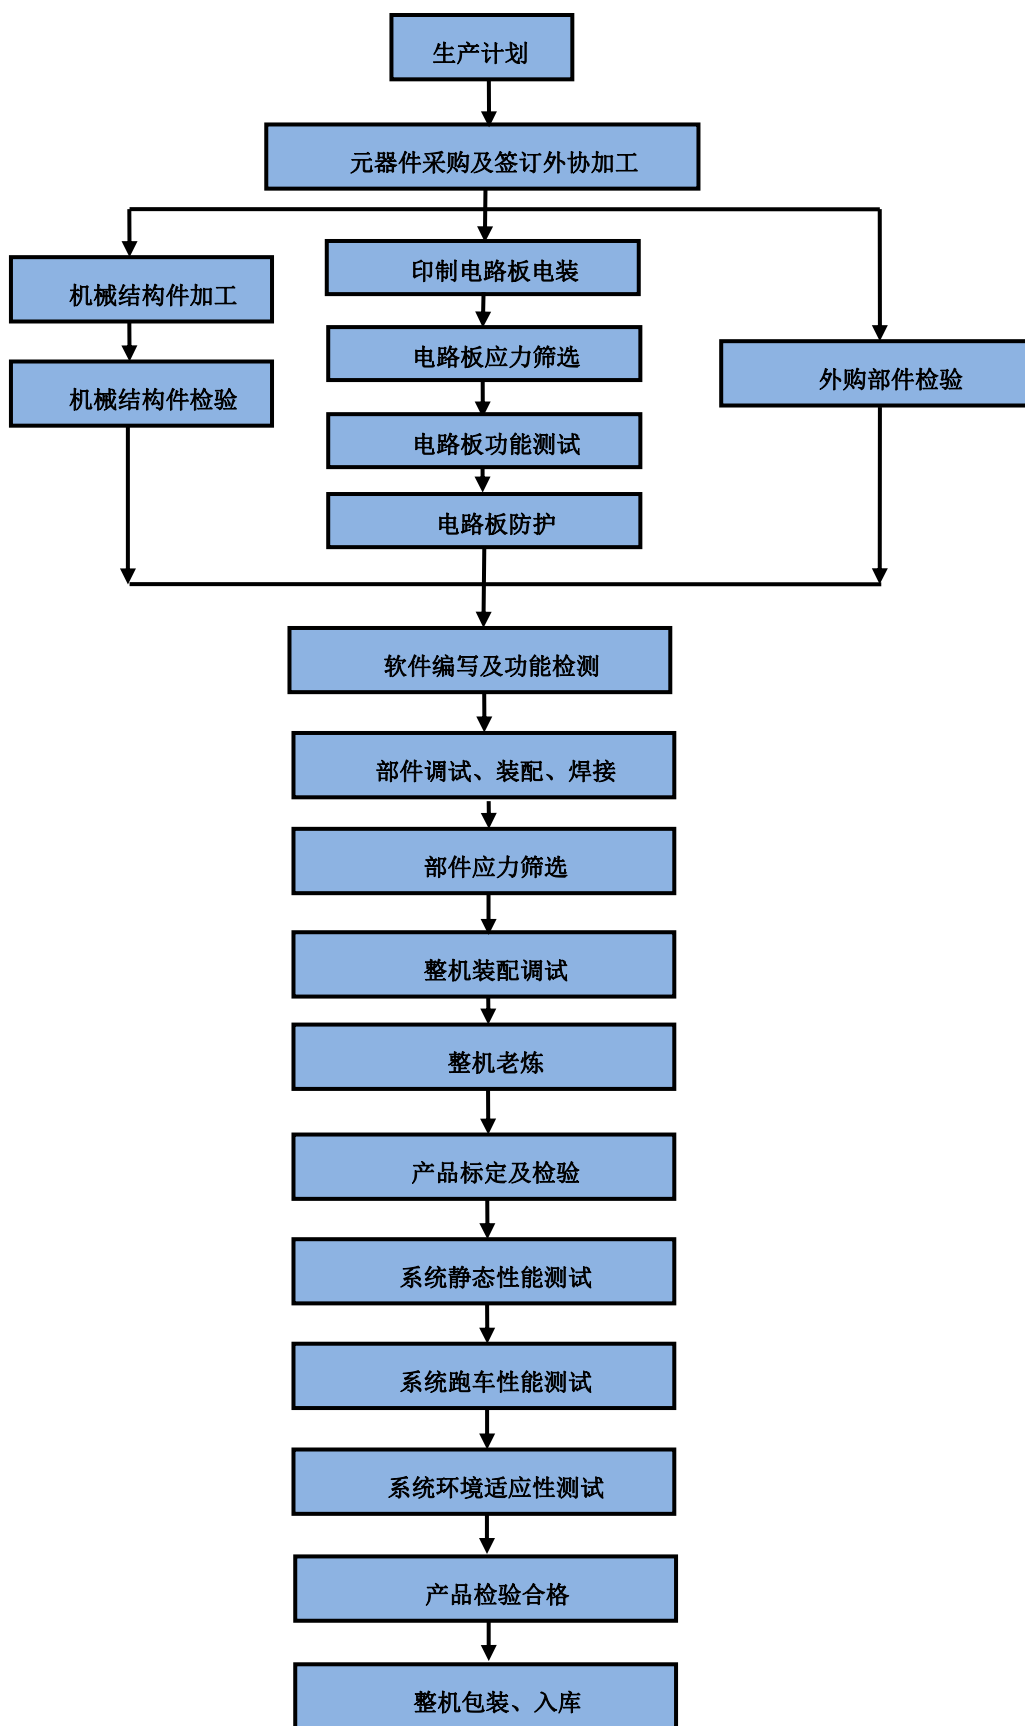 生产计划
元器件采购及签订外协加工
机械结构件加工
机械结构件检验
印制电路板电装
电路板应力筛选
电路板功能测试
电路板防护
外购部件检验
软件编写及功能检测
部件调试、装配、焊接
部件应力筛选
整机装配调试
整机老炼
产品标定及检验
系统静态性能测试
系统跑车性能测试
系统环境适应性测试
产品检验合格
整机包装、入库